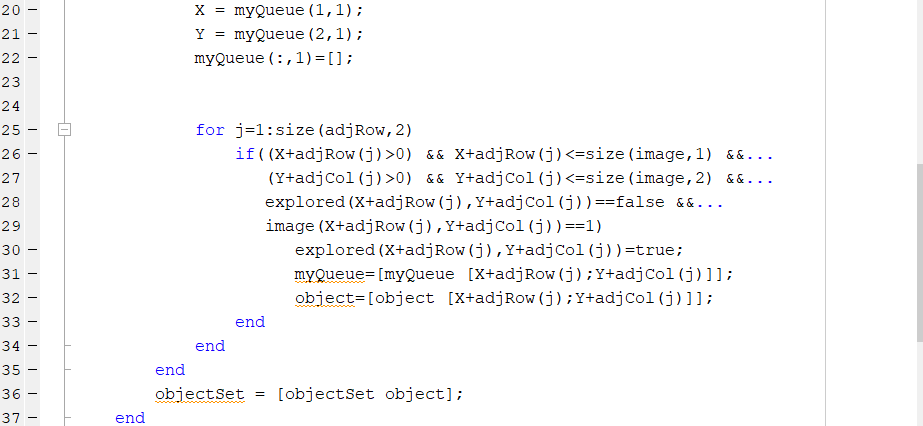 20 – X = myQueue(1,1);
21 – Y = myQueue(2,1);
22 – myQueue(:,1)=[];
23
24
25 – for j=1:size(adjRow,2)
26 – if((X+adjRow(j)>0) && X+adjRow(j)<=size(image,1) &&...
27 (Y+adjCol(j)>0) && Y+adjCol(j)<=size(image,2) &&...
28 explored(X+adjRow(j),Y+adjCol(j))==false &&...
29 image(X+adjRow(j),Y+adjCol(j))==1)
30 – explored(X+adjRow(j),Y+adjCol(j))=true;
31 – myQueue=[myQueue [X+adjRow(j);Y+adjCol(j)]];
32 – object=[object [X+adjRow(j);Y+adjCol(j)]];
33 – end
34 – end
35 – end
36 – objectSet = [objectSet object];
37 – end